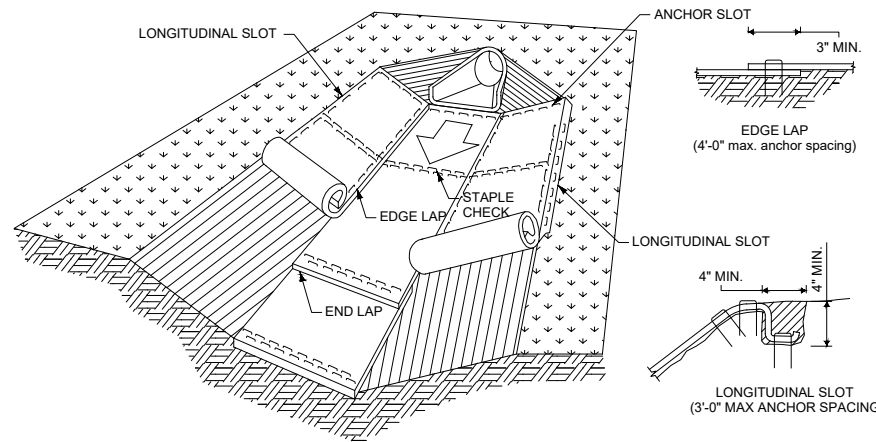 LONGITUDINAL SLOT
ANCHOR SLOT
3" MIN.
EDGE LAP
(4'-0" max. anchor spacing)
STAPLE
CHECK
EDGE LAP
LONGITUDINAL SLOT
END LAP
4" MIN.
4" MIN.
LONGITUDINAL SLOT
(3'-0" MAX ANCHOR SPACING